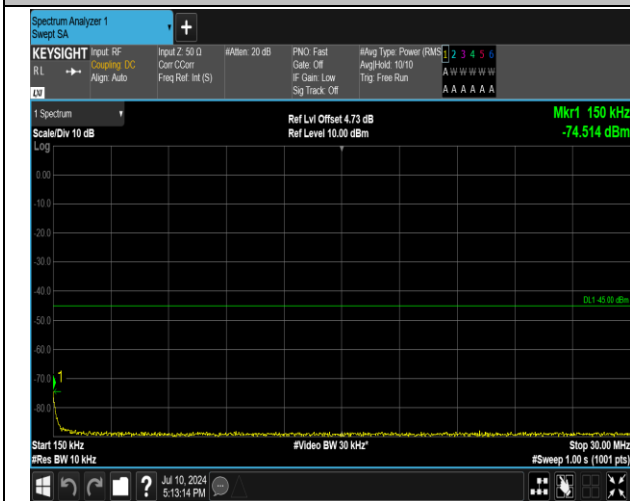 Spectrum Analyzer 1
Swept SA
+
KEYSIGHT
RL
LXI
Input: RF
Coupling: DC
Align: Auto
Input Z: 50 Ω
Corr CCorr
Freq Ref: Int (S)
#Atten: 20 dB
PNO: Fast
Gate: Off
IF Gain: Low
Sig Track: Off
#Avg Type: Power (RMS
Avg|Hold: 10/10
Trig: Free Run
1 2 3 4 5 6
A W W W W W
A A A A A A
1 Spectrum
Scale/Div 10 dB
Ref Lvl Offset 4.73 dB
Ref Level 10.00 dBm
Mkr1 150 kHz
-74.514 dBm
Log
0.00
-10.0
-20.0
-30.0
-40.0
DL1 -45.00 dBm
-50.0
-60.0
-70.0
1
-80.0
Start 150 kHz
#Res BW 10 kHz
#Video BW 30 kHz*
Stop 30.00 MHz
#Sweep 1.00 s (1001 pts)
?
Jul 10, 2024
5:13:14 PM